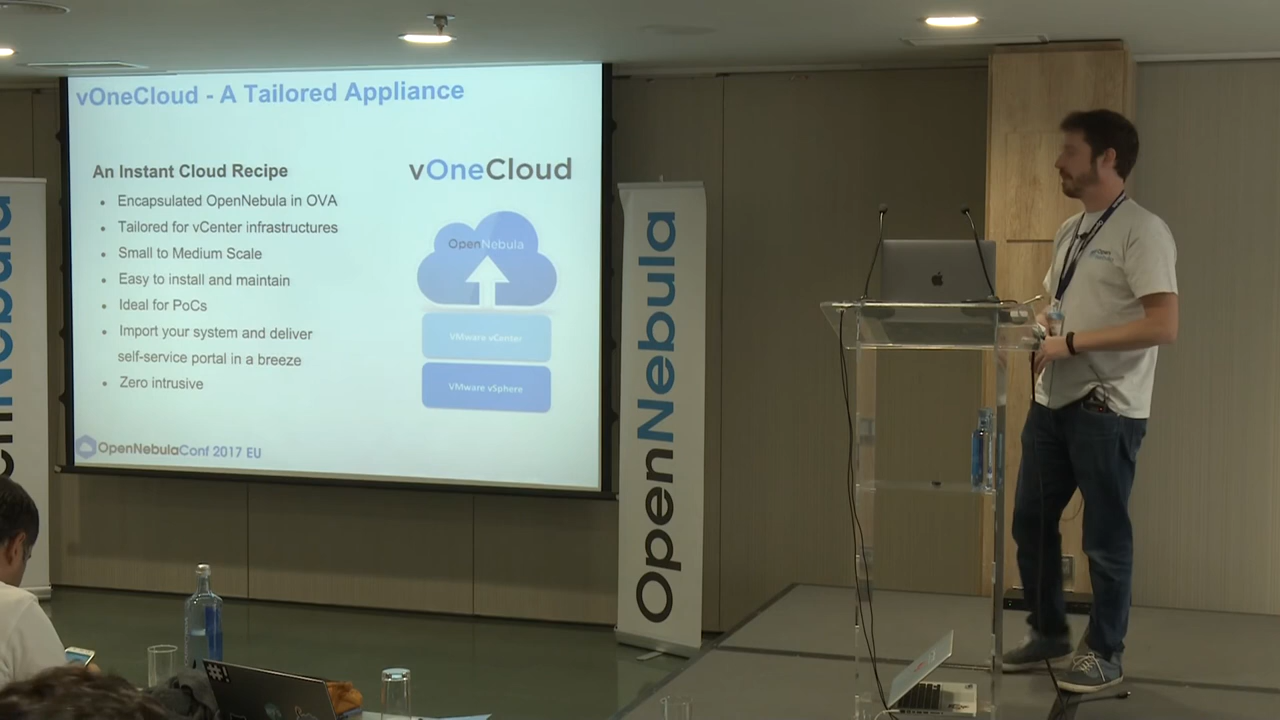 vOneCloud - A Tailored Appliance
An Instant Cloud Recipe
• Encapsulated OpenNebula in OVA
• Tailored for vCenter infrastructures
• Small to Medium Scale
• Easy to install and maintain
• Ideal for PoCs
• Import your system and deliver
self-service portal in a breeze
• Zero intrusive
vOneCloud
OpenNebula
VMware vCenter
VMware vSphere
OpenNebulaConf 2017 EU
OpenNebula
enNebula
Open